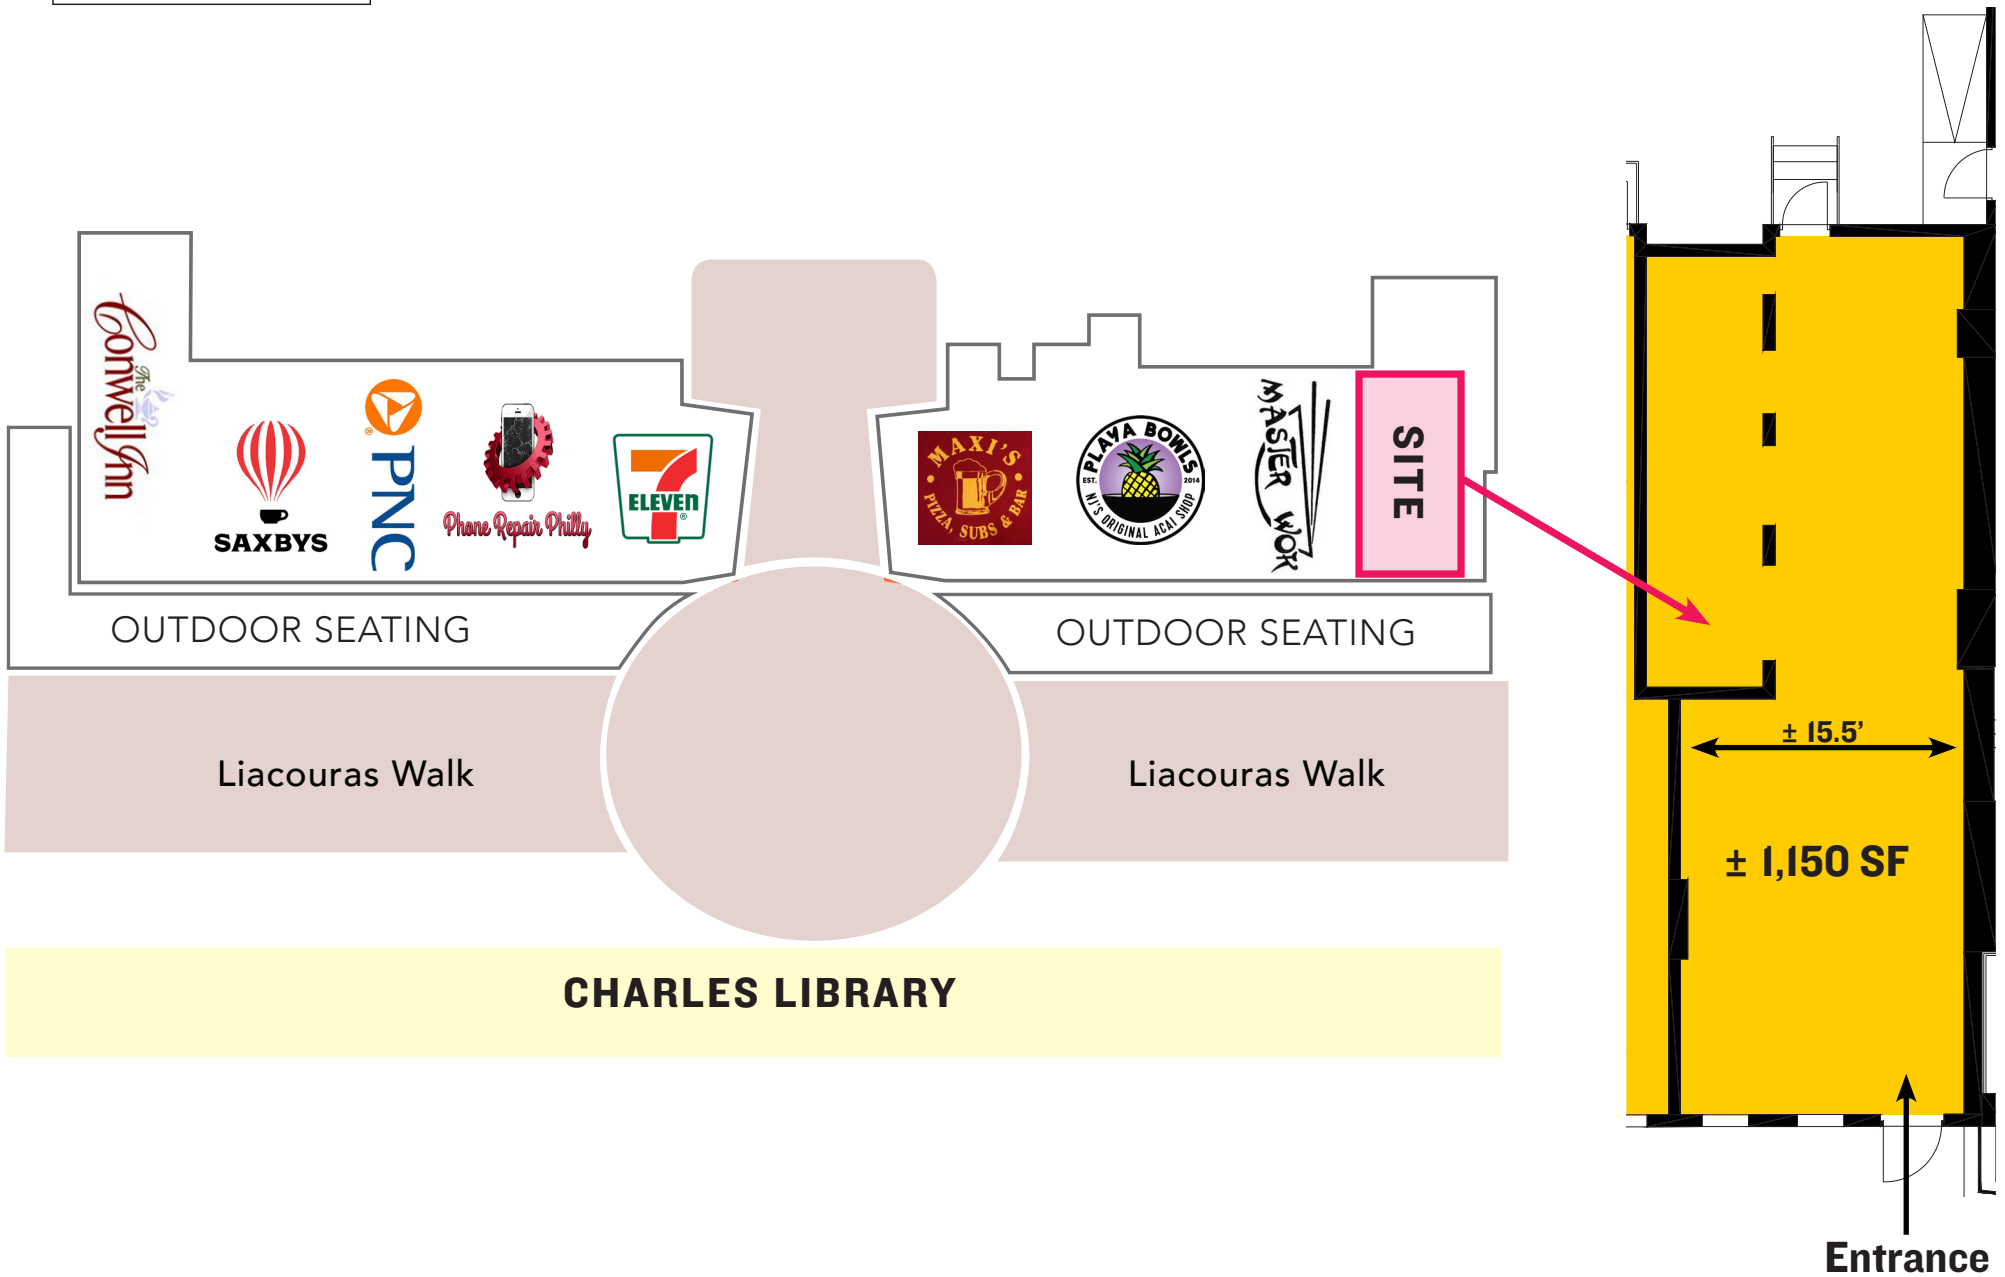 The
Conwell Inn
SAXBYS
® PNC
Phone Repair Philly
7
ELEVEn
®
MAXI'S
PIZZA, SUBS & BAR
PLAYA BOWLS
EST. 2014
NJ'S ORIGINAL ACAI SHOP
MASTER WOK
SITE
OUTDOOR SEATING
OUTDOOR SEATING
Liacouras Walk
Liacouras Walk
CHARLES LIBRARY
± 15.5’
± 1,150 SF
Entrance